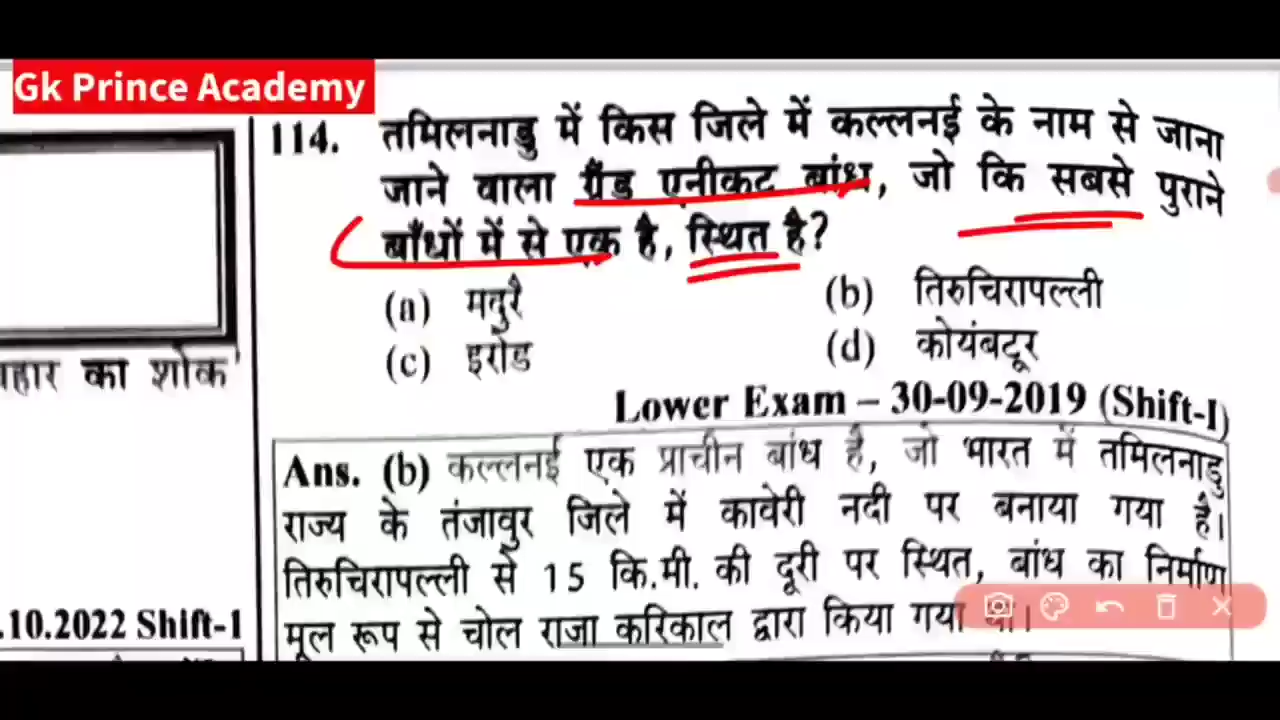 Gk Prince Academy
114. तमिलनाडु में किस जिले में कल्लनई के नाम से जाना
जाने वाला ग्रैंड एनीकट बांध, जो कि सबसे पुराने
बाँधों में से एक है, स्थित है?
(a) मदुरै (b) तिरुचिरापल्ली
(c) इरोड (d) कोयंबटूर
Lower Exam – 30-09-2019 (Shift-I)
Ans. (b) कल्लनई एक प्राचीन बांध है, जो भारत में तमिलनाडु
राज्य के तंजावुर जिले में कावेरी नदी पर बनाया गया है।
तिरुचिरापल्ली से 15 कि.मी. की दूरी पर स्थित, बांध का निर्माण
मूल रूप से चोल राजा करिकाल द्वारा किया गया था।
का शोक'
.10.2022 Shift-1